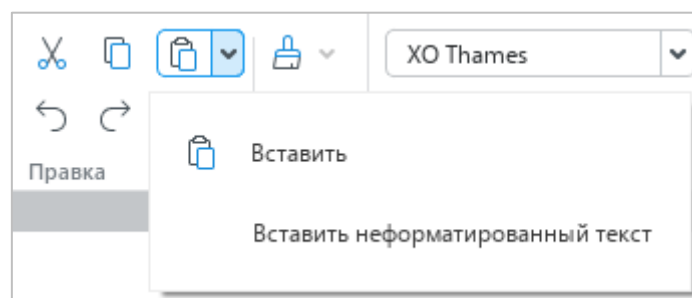 XO Thames
Вставить
Правка
Вставить неформатированный текст